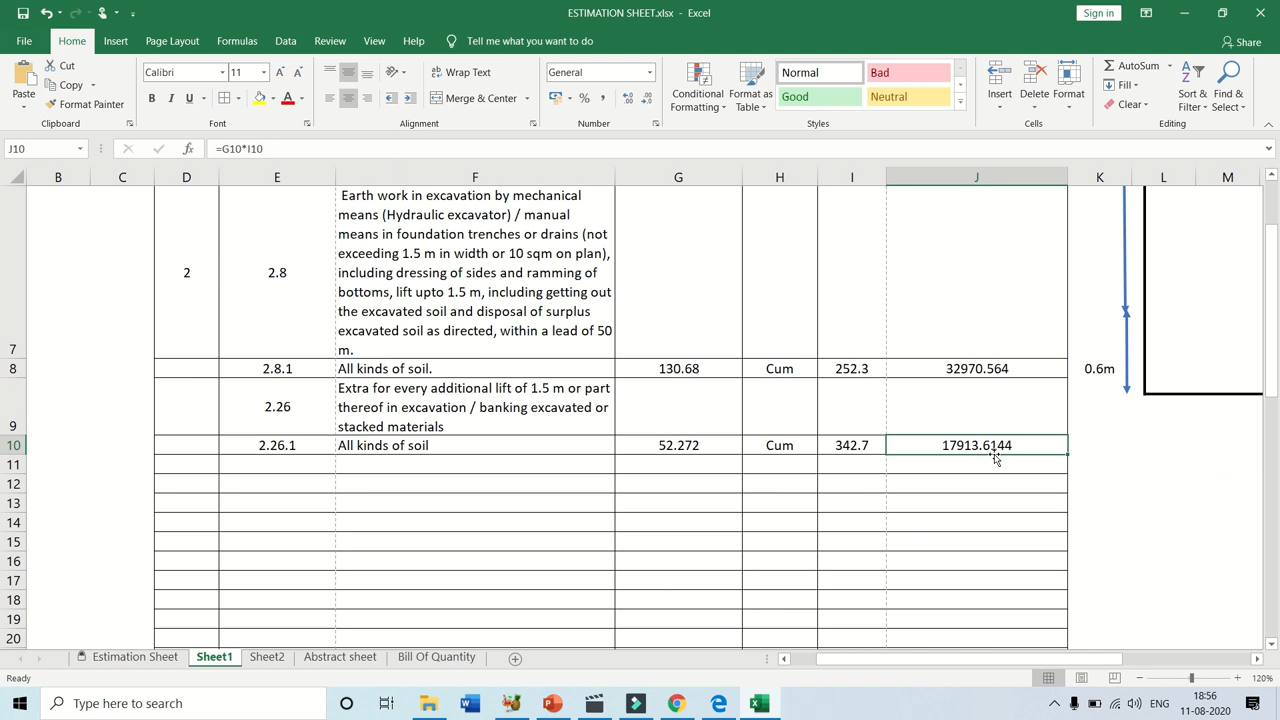 ESTIMATION SHEET.xlsx - Excel
Sign in
File Home Insert Page Layout Formulas Data Review View Help Tell me what you want to do Share
Paste
Cut
Copy
Format Painter
Clipboard
Calibri 11
B I U
Font
Wrap Text
Merge & Center
Alignment
General
% ,
Number
Conditional Formatting
Format as Table
Normal Bad
Good Neutral
Styles
Insert Delete Format
Cells
AutoSum
Fill
Clear
Sort & Filter
Find & Select
Editing
J10 fx =G10*I10
B C D E F G H I J K L M
7 2 2.8 Earth work in excavation by mechanical
means (Hydraulic excavator) / manual
means in foundation trenches or drains (not
exceeding 1.5 m in width or 10 sqm on plan),
including dressing of sides and ramming of
bottoms, lift upto 1.5 m, including getting out
the excavated soil and disposal of surplus
excavated soil as directed, within a lead of 50
m.
8 2.8.1 All kinds of soil. 130.68 Cum 252.3 32970.564 0.6m
9 2.26 Extra for every additional lift of 1.5 m or part
thereof in excavation / banking excavated or
stacked materials
10 2.26.1 All kinds of soil 52.272 Cum 342.7 17913.6144
11
12
13
14
15
16
17
18
19
20
Estimation Sheet Sheet1 Sheet2 Abstract sheet Bill Of Quantity
Ready 120%
Type here to search
ENG
18:56
11-08-2020